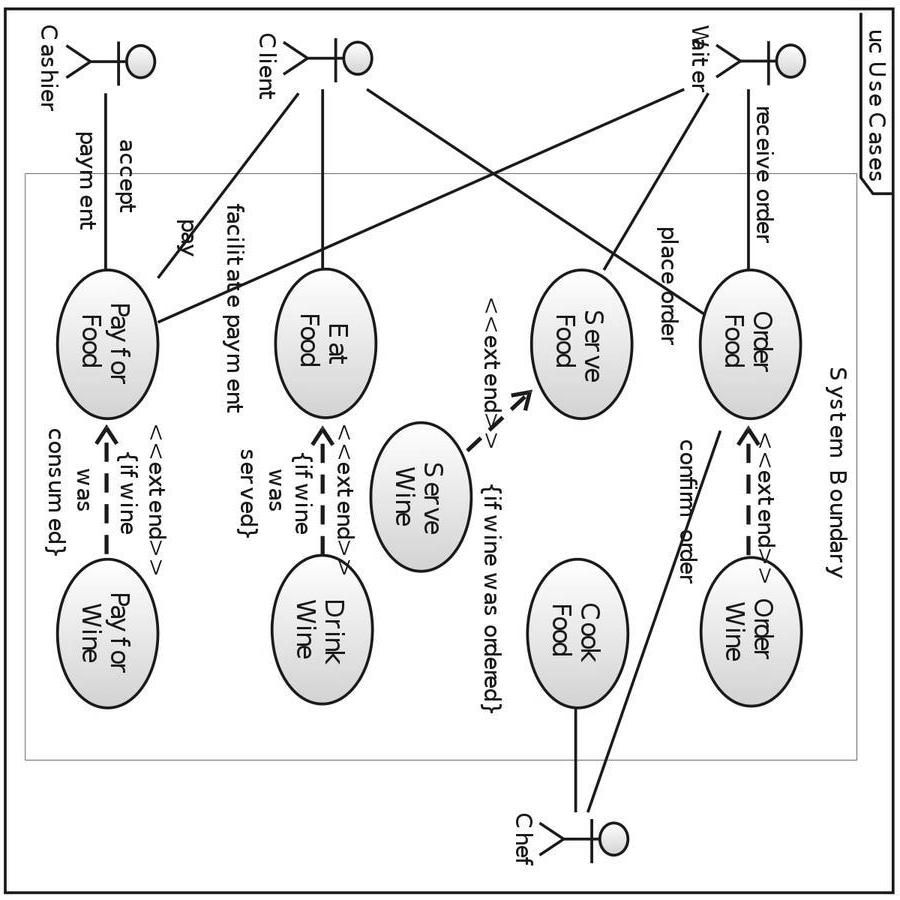 uc Use Cases
System Boundary
Waiter
receive order
Order
Food
<<extend>>
Order
Wine
place order
confirm order
Serve
Food
Cook
Food
Chef
<<extend>>
{if wine was ordered}
Serve
Wine
Client
Eat
Food
<<extend>>
{if wine
was
served}
Drink
Wine
facilitate payment
pay
Cashier
accept
payment
Pay for
Food
<<extend>>
{if wine
was
consumed}
Pay for
Wine